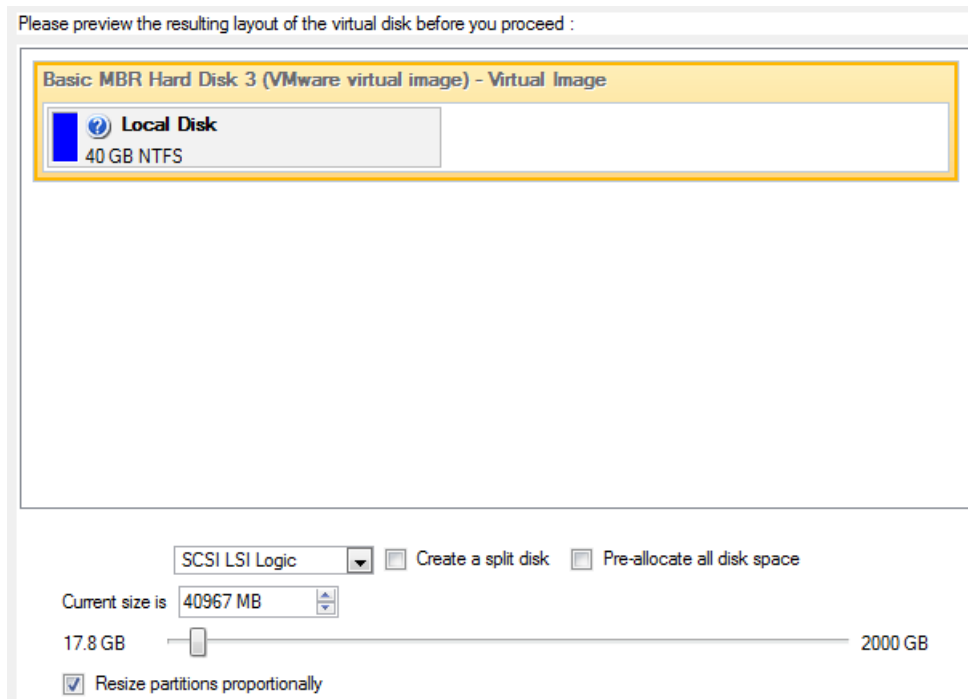 Please preview the resulting layout of the virtual disk before you proceed :
Basic MBR Hard Disk 3 (VMware virtual image) - Virtual Image
Local Disk
40 GB NTFS
SCSI LSI Logic Create a split disk Pre-allocate all disk space
Current size is 40967 MB
17.8 GB 2000 GB
Resize partitions proportionally